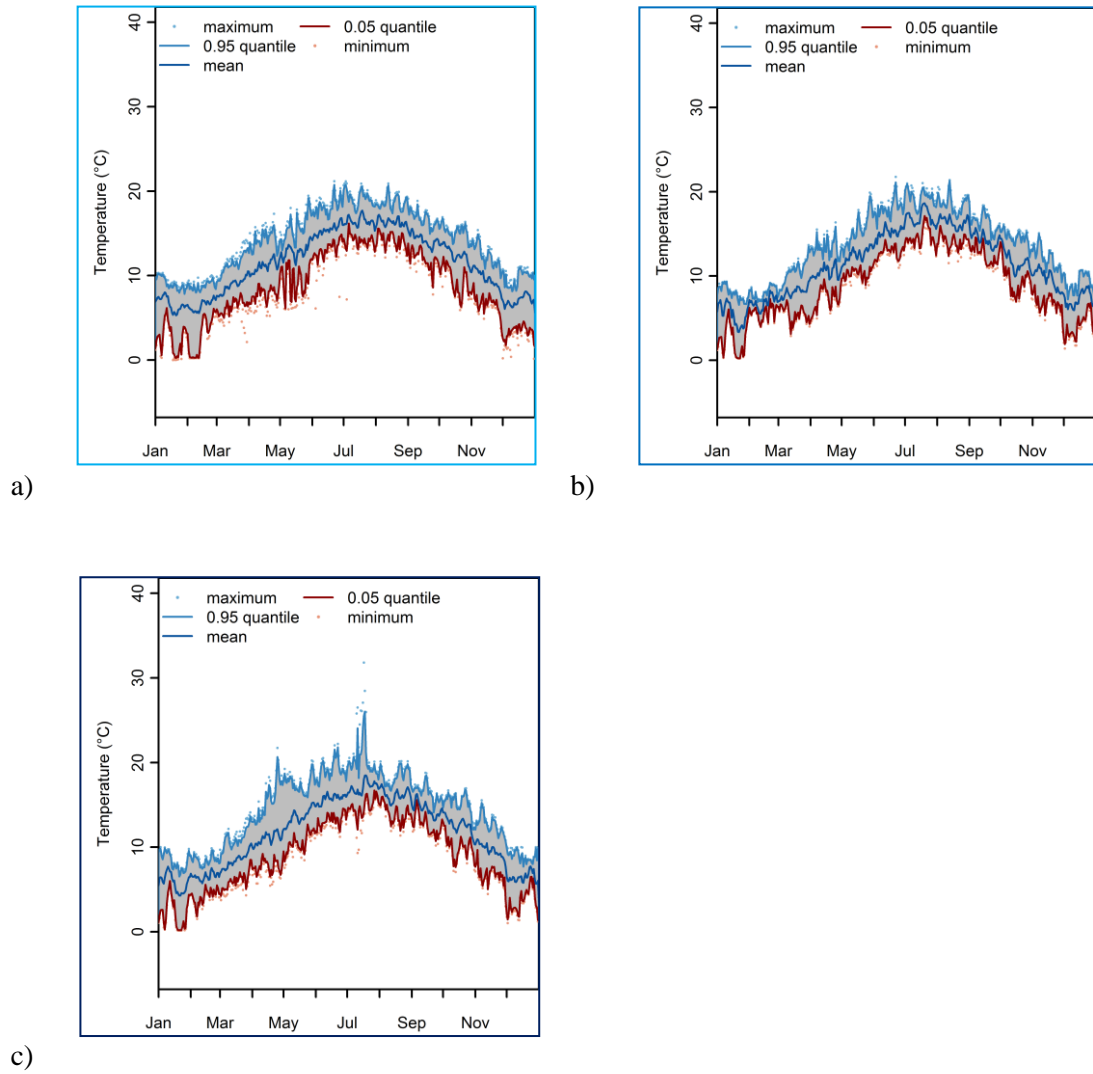 40
maximum
0.05 quantile
0.95 quantile
minimum
mean
30
Temperature (°C)
20
10
0
Jan Mar May Jul Sep Nov
a)
40
maximum
0.05 quantile
0.95 quantile
minimum
mean
30
Temperature (°C)
20
10
0
Jan Mar May Jul Sep Nov
b)
40
maximum
0.05 quantile
0.95 quantile
minimum
mean
30
Temperature (°C)
20
10
0
Jan Mar May Jul Sep Nov
c)